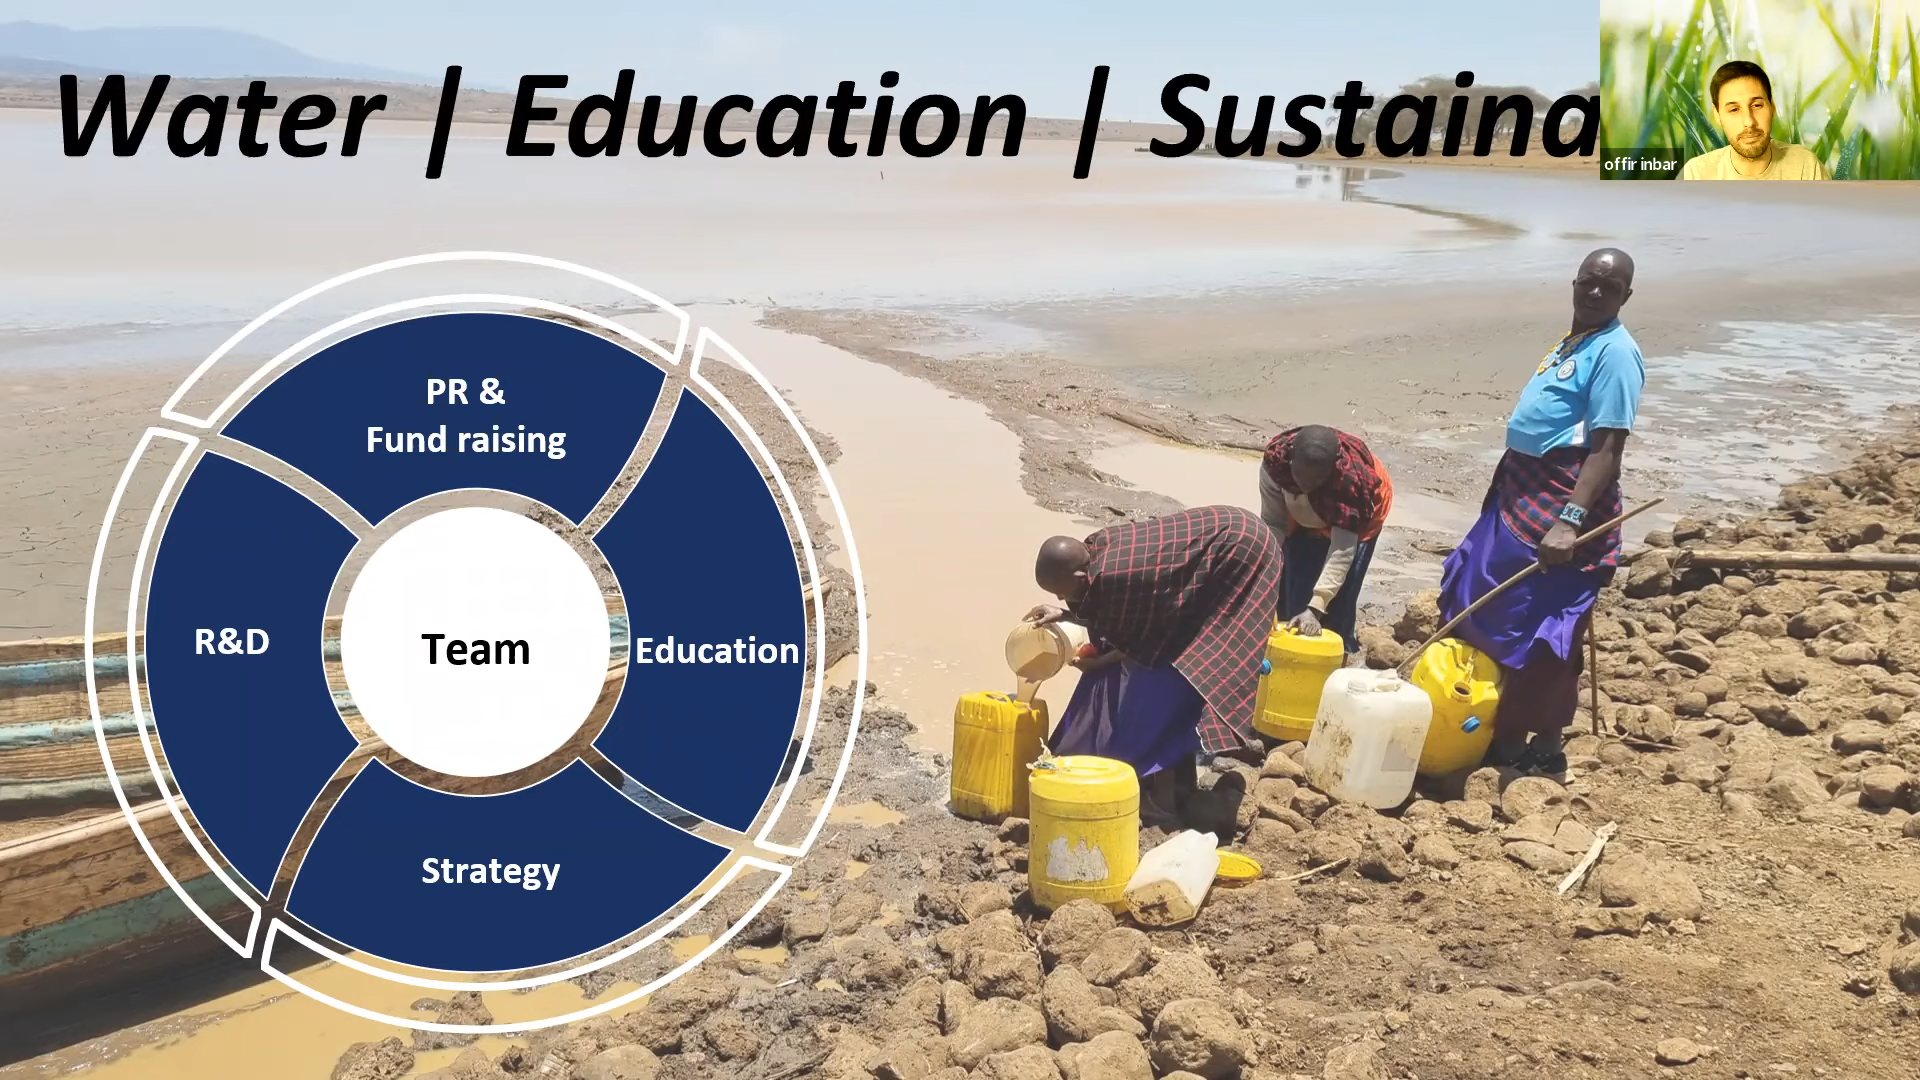 Water | Education | Sustaina
offir inbar
PR &
Fund raising
R&D
Team
Education
Strategy